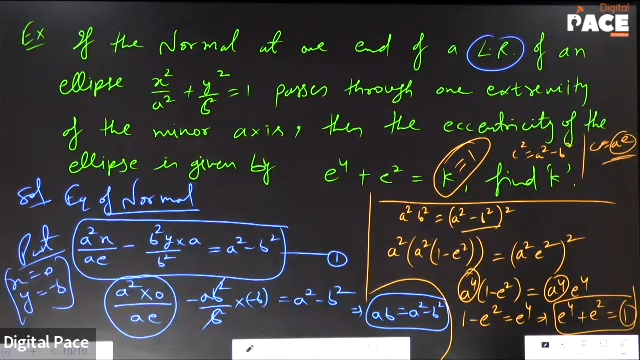 Digital
PACE
Ex If the Normal at one end of a L.R. of an
ellipse x²/a² + y²/b² = 1 passes through one extremity
of the minor axis, then the eccentricity of the
ellipse is given by e⁴ + e² = k, find 'k'.
= 1
c² = a² - b²
c = ae
Sol Eq of Normal
a²x/ae - b²y×a/b² = a² - b² — ①
Put
x = 0
y = -b
a²×0/ae - ab²/b² × (-b) = a² - b² ⇒ ab = a² - b²
a²b² = (a² - b²)²
a²(a²(1-e²)) = (a²e²)²
a⁴(1-e²) = a⁴e⁴
1-e² = e⁴ ⇒ e⁴ + e² = 1
Digital Pace